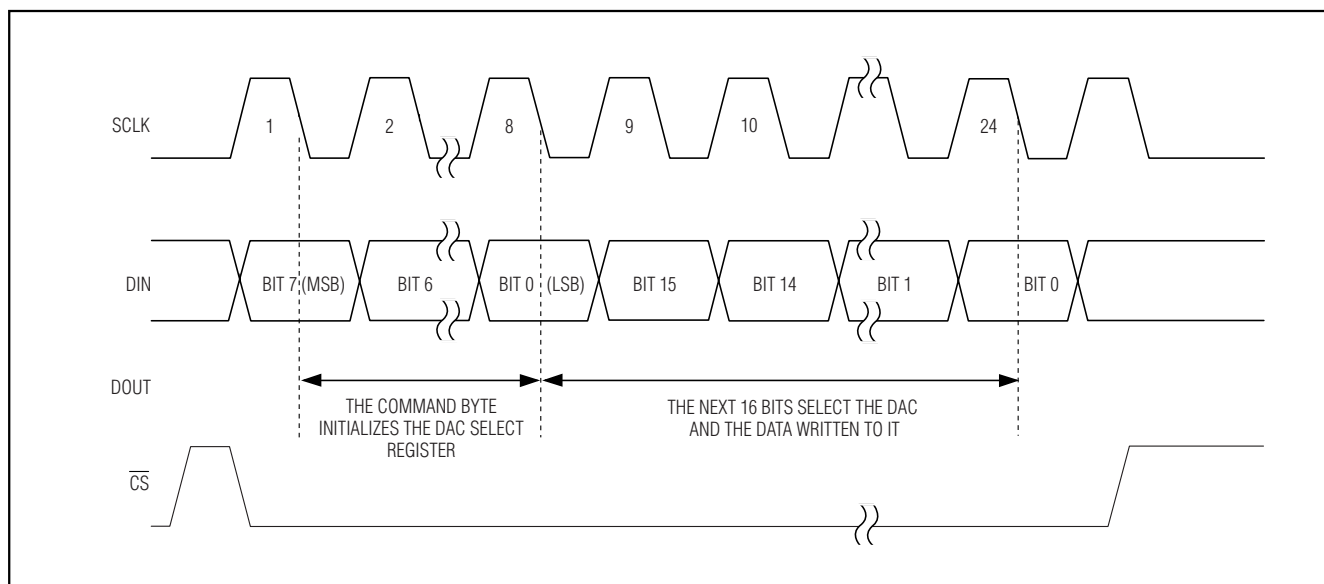 SCLK
1
2
8
9
10
24
DIN
BIT 7 (MSB)
BIT 6
BIT 0 (LSB)
BIT 15
BIT 14
BIT 1
BIT 0
DOUT
THE COMMAND BYTE
INITIALIZES THE DAC SELECT
REGISTER
THE NEXT 16 BITS SELECT THE DAC
AND THE DATA WRITTEN TO IT
CS